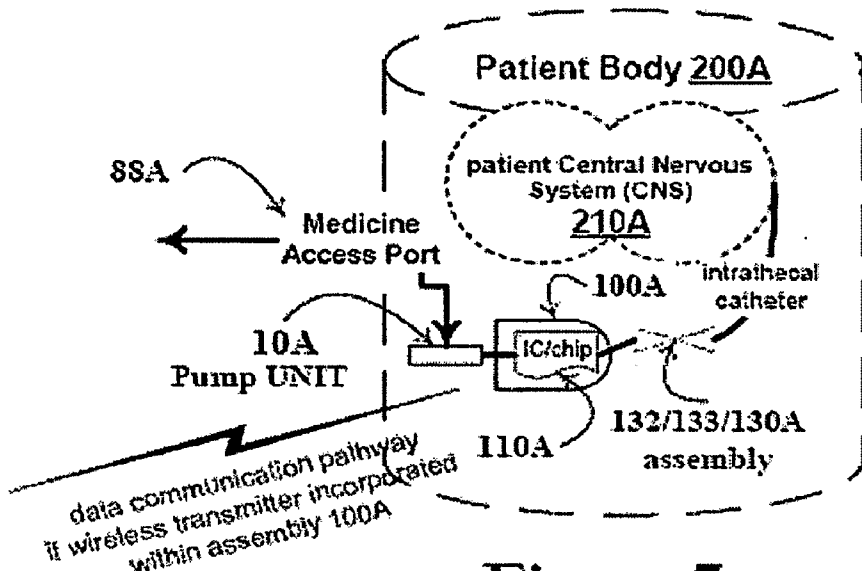 Patient Body 200A
patient Central Nervous
System (CNS)
210A
88A
Medicine
Access Port
100A
intrathecal
catheter
10A
Pump UNIT
IC/chip
110A
132/133/130A
assembly
data communication pathway
if wireless transmitter incorporated
within assembly 100A